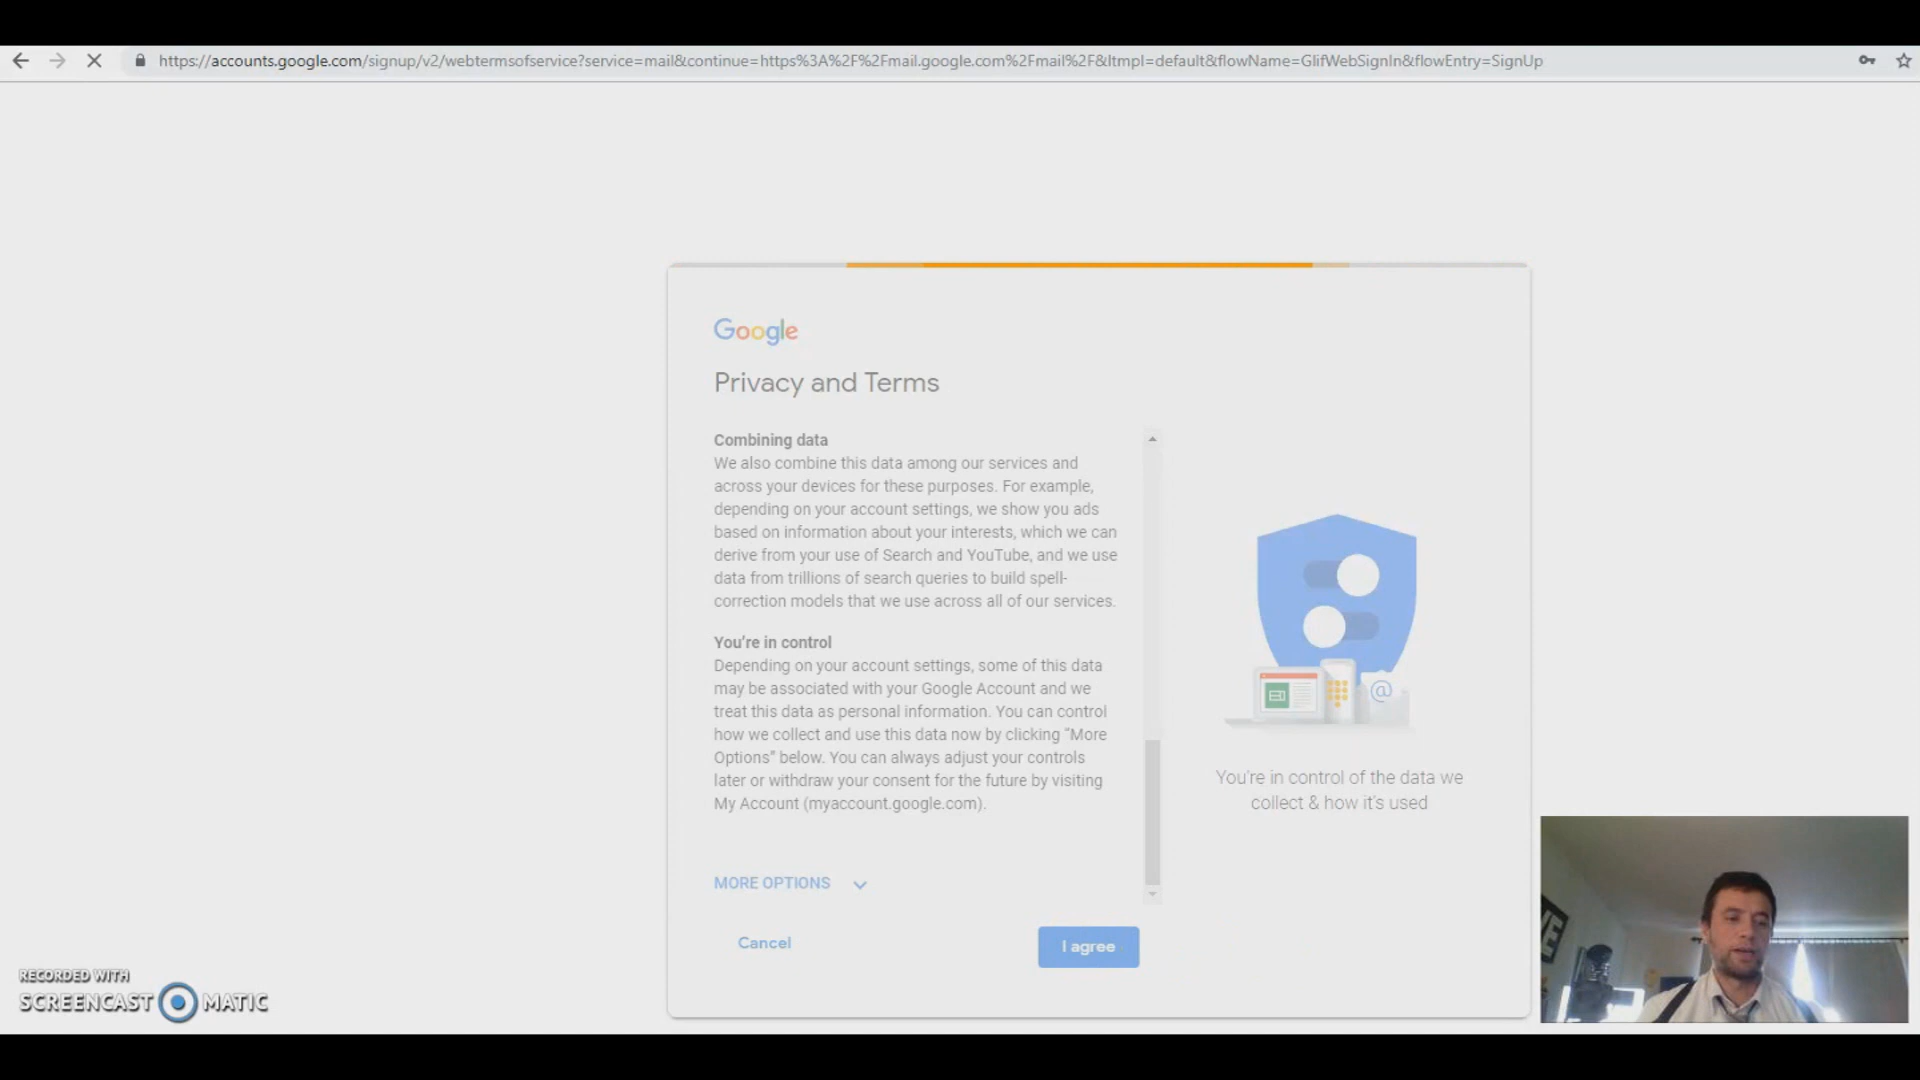 https://accounts.google.com/signup/v2/webtermsofservice?service=mail&continue=https%3A%2F%2Fmail.google.com%2Fmail%2F&ltmpl=default&flowName=GlifWebSignIn&flowEntry=SignUp
Google
Privacy and Terms
Combining data
We also combine this data among our services and
across your devices for these purposes. For example,
depending on your account settings, we show you ads
based on information about your interests, which we can
derive from your use of Search and YouTube, and we use
data from trillions of search queries to build spell-
correction models that we use across all of our services.
You're in control
Depending on your account settings, some of this data
may be associated with your Google Account and we
treat this data as personal information. You can control
how we collect and use this data now by clicking “More
Options” below. You can always adjust your controls
later or withdraw your consent for the future by visiting
My Account (myaccount.google.com).
MORE OPTIONS
Cancel
I agree
@
You're in control of the data we
collect & how it's used
RECORDED WITH
SCREENCAST MATIC